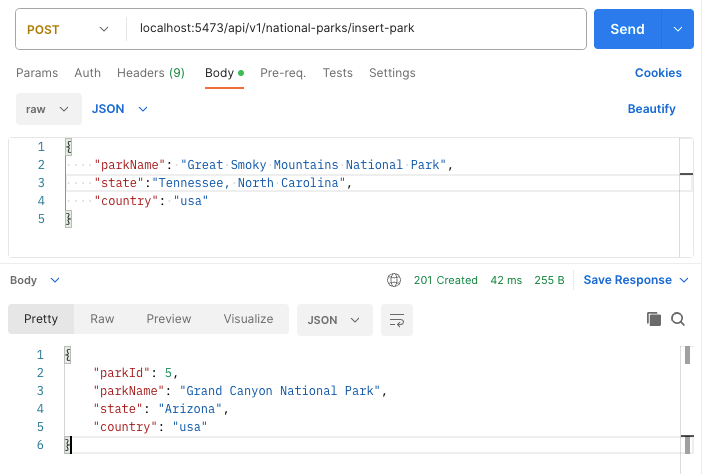 POST localhost:5473/api/v1/national-parks/insert-park Send
Params Auth Headers (9) Body Pre-req. Tests Settings Cookies
raw JSON Beautify
1 {
2 "parkName": "Great Smoky Mountains National Park",
3 "state":"Tennessee, North Carolina",
4 "country": "usa"
5 }
Body 201 Created 42 ms 255 B Save Response
Pretty Raw Preview Visualize JSON
1 {
2 "parkId": 5,
3 "parkName": "Grand Canyon National Park",
4 "state": "Arizona",
5 "country": "usa"
6 }